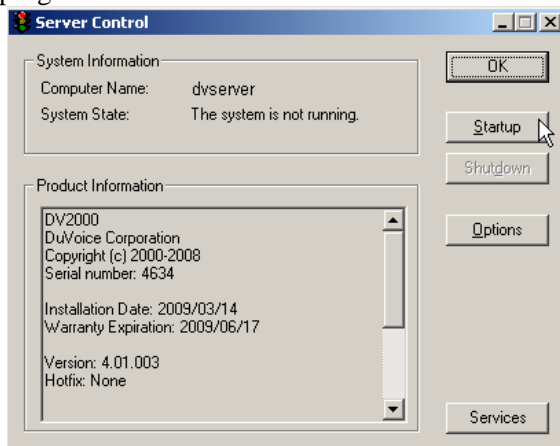 Server Control
System Information
Computer Name: dvserver
System State: The system is not running.
Product Information
DV2000
DuVoice Corporation
Copyright (c) 2000-2008
Serial number: 4634
Installation Date: 2009/03/14
Warranty Expiration: 2009/06/17
Version: 4.01.003
Hotfix: None
OK
Startup
Shutdown
Options
Services